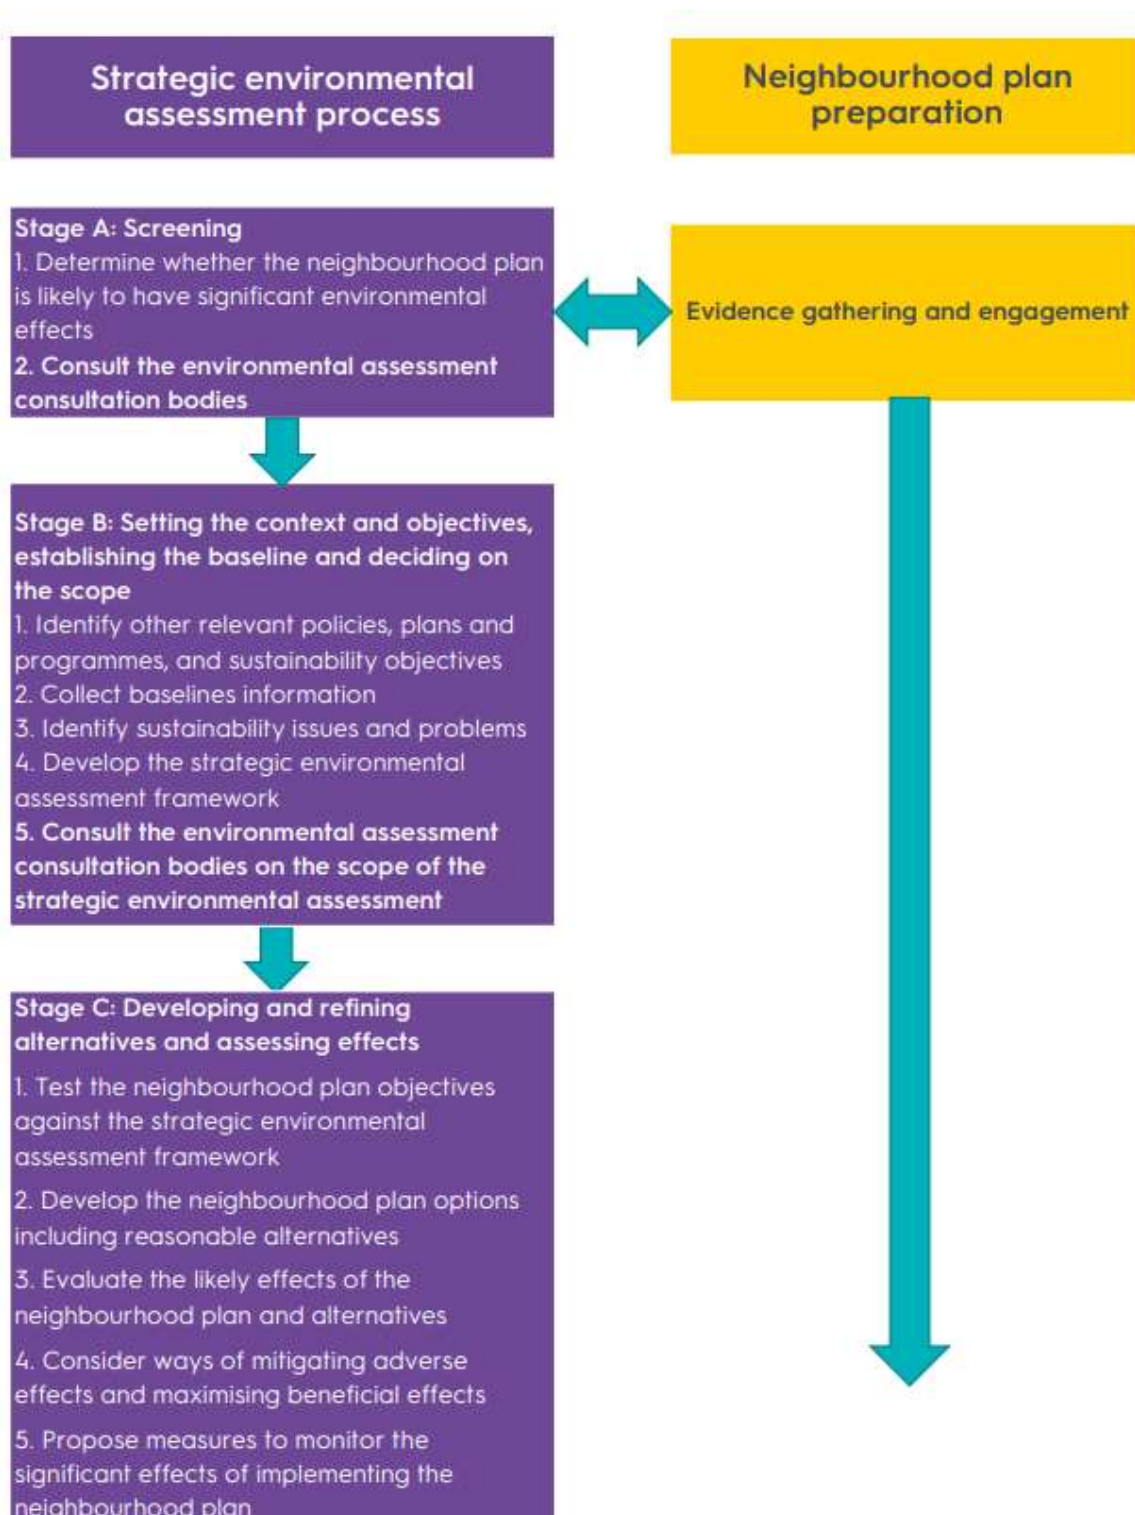 Strategic environmental
assessment process
Neighbourhood plan
preparation
Stage A: Screening
1. Determine whether the neighbourhood plan
is likely to have significant environmental
effects
2. Consult the environmental assessment
consultation bodies
Evidence gathering and engagement
Stage B: Setting the context and objectives,
establishing the baseline and deciding on
the scope
1. Identify other relevant policies, plans and
programmes, and sustainability objectives
2. Collect baselines information
3. Identify sustainability issues and problems
4. Develop the strategic environmental
assessment framework
5. Consult the environmental assessment
consultation bodies on the scope of the
strategic environmental assessment
Stage C: Developing and refining
alternatives and assessing effects
1. Test the neighbourhood plan objectives
against the strategic environmental
assessment framework
2. Develop the neighbourhood plan options
including reasonable alternatives
3. Evaluate the likely effects of the
neighbourhood plan and alternatives
4. Consider ways of mitigating adverse
effects and maximising beneficial effects
5. Propose measures to monitor the
significant effects of implementing the
neighbourhood plan